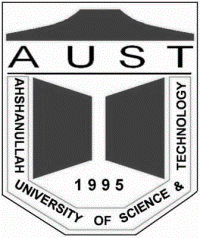 AUST
1995
AHSHANULLAH UNIVERSITY OF SCIENCE & TECHNOLOGY